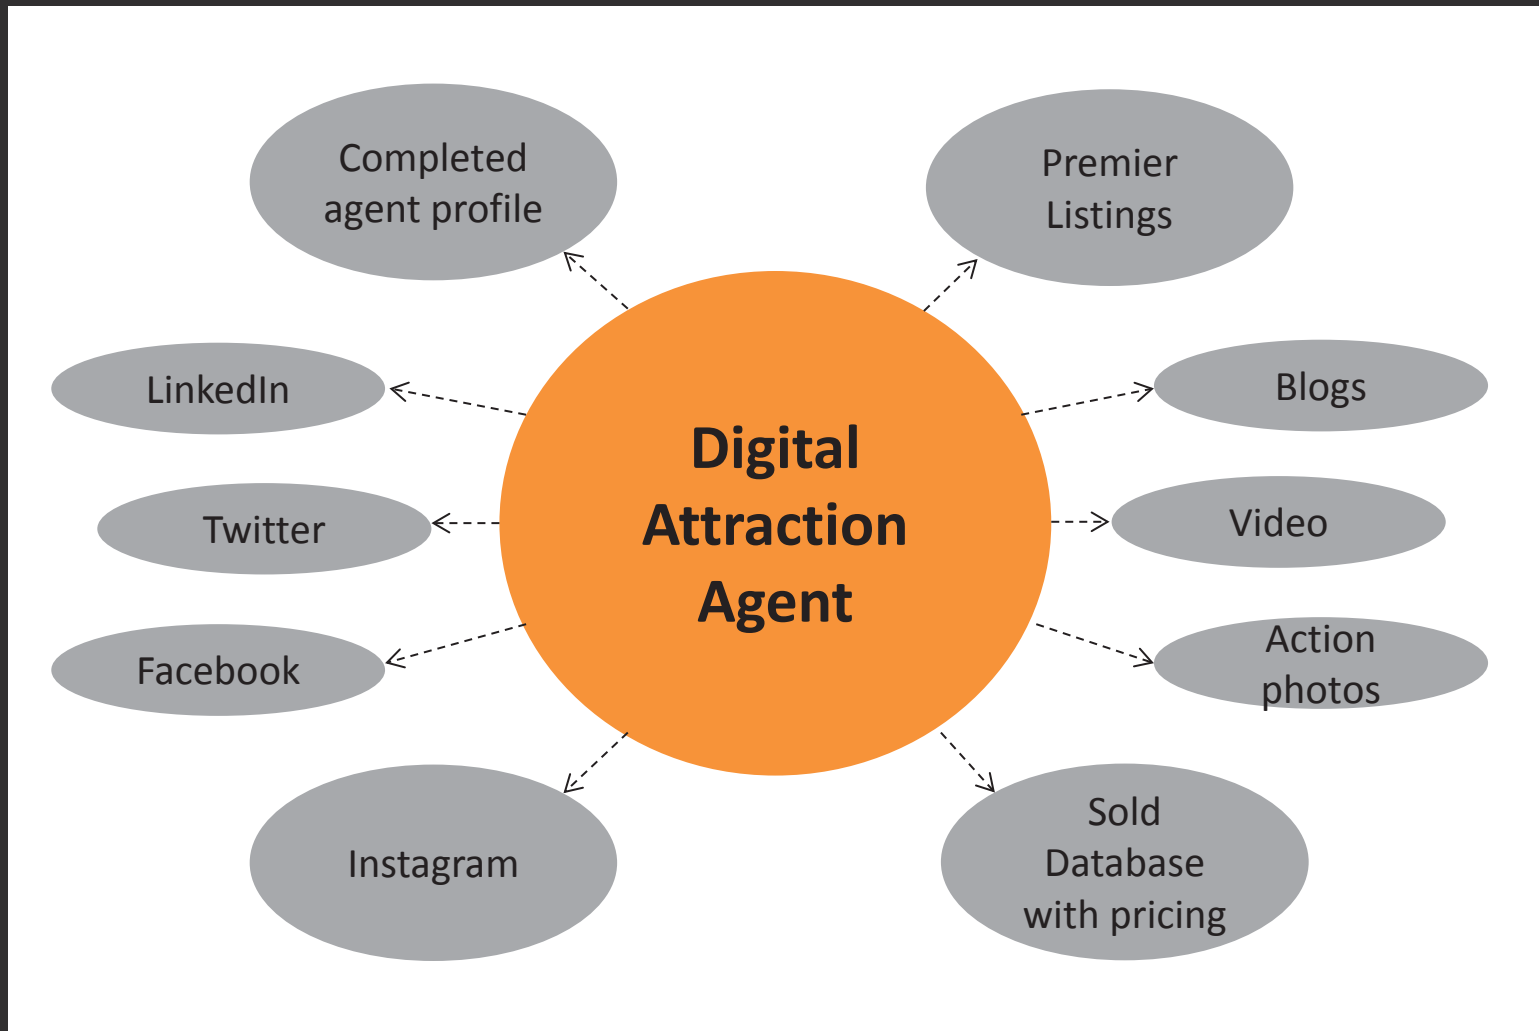 Completed
agent profile
Premier
Listings
LinkedIn
Blogs
Digital
Attraction
Agent
Twitter
Video
Facebook
Action
photos
Instagram
Sold
Database
with pricing